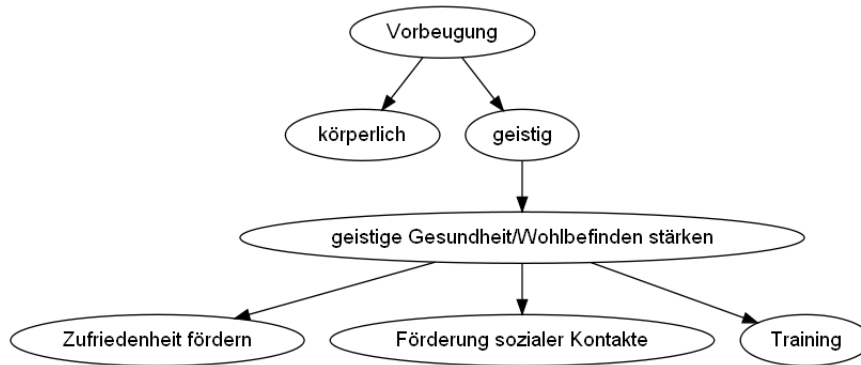 Vorbeugung
körperlich
geistig
geistige Gesundheit/Wohlbefinden stärken
Zufriedenheit fördern
Förderung sozialer Kontakte
Training